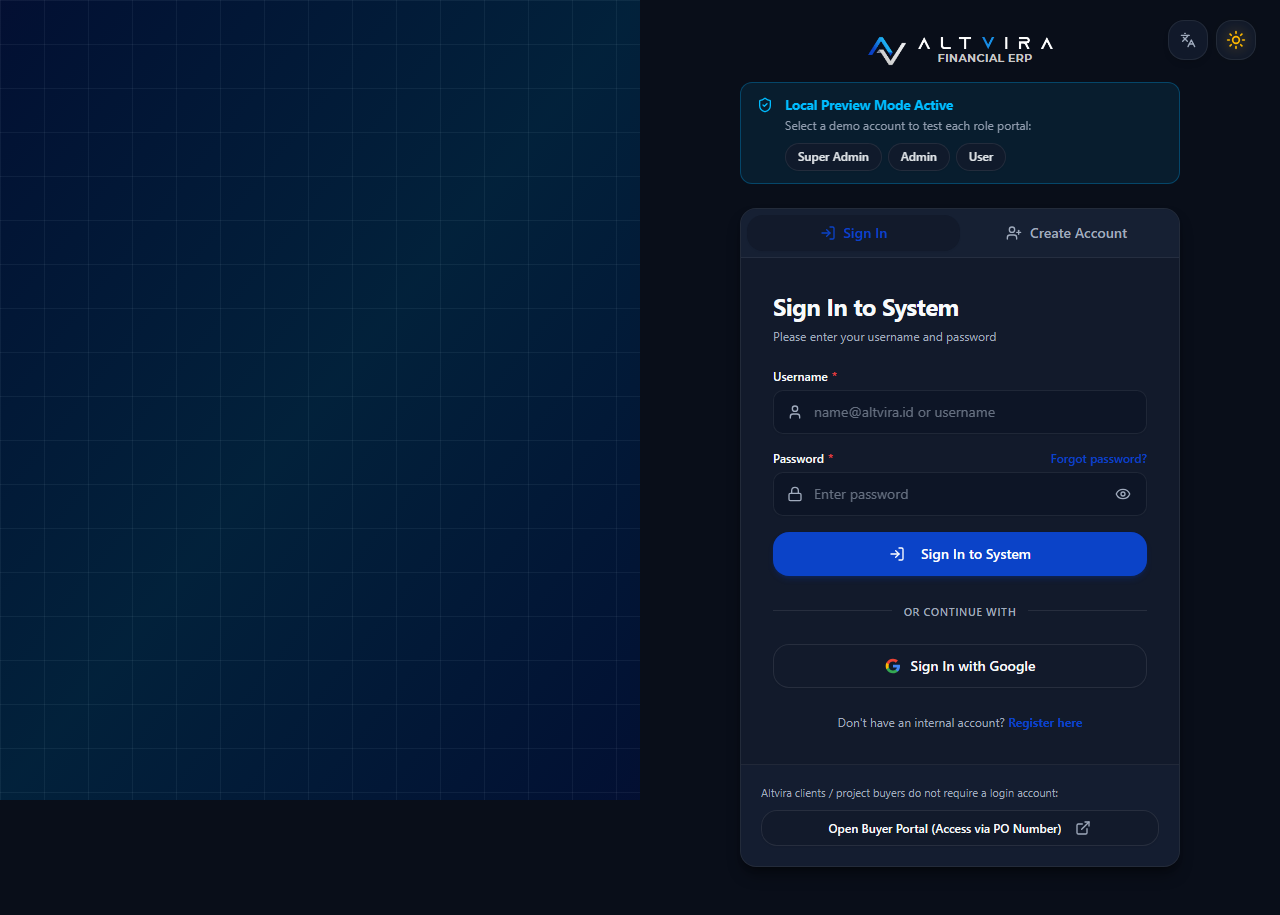 ALTVIRA
FINANCIAL ERP
Local Preview Mode Active
Select a demo account to test each role portal:
Super Admin Admin User
Sign In Create Account
Sign In to System
Please enter your username and password
Username *
name@altvira.id or username
Password * Forgot password?
Enter password
Sign In to System
OR CONTINUE WITH
Sign In with Google
Don't have an internal account? Register here
Altvira clients / project buyers do not require a login account:
Open Buyer Portal (Access via PO Number)